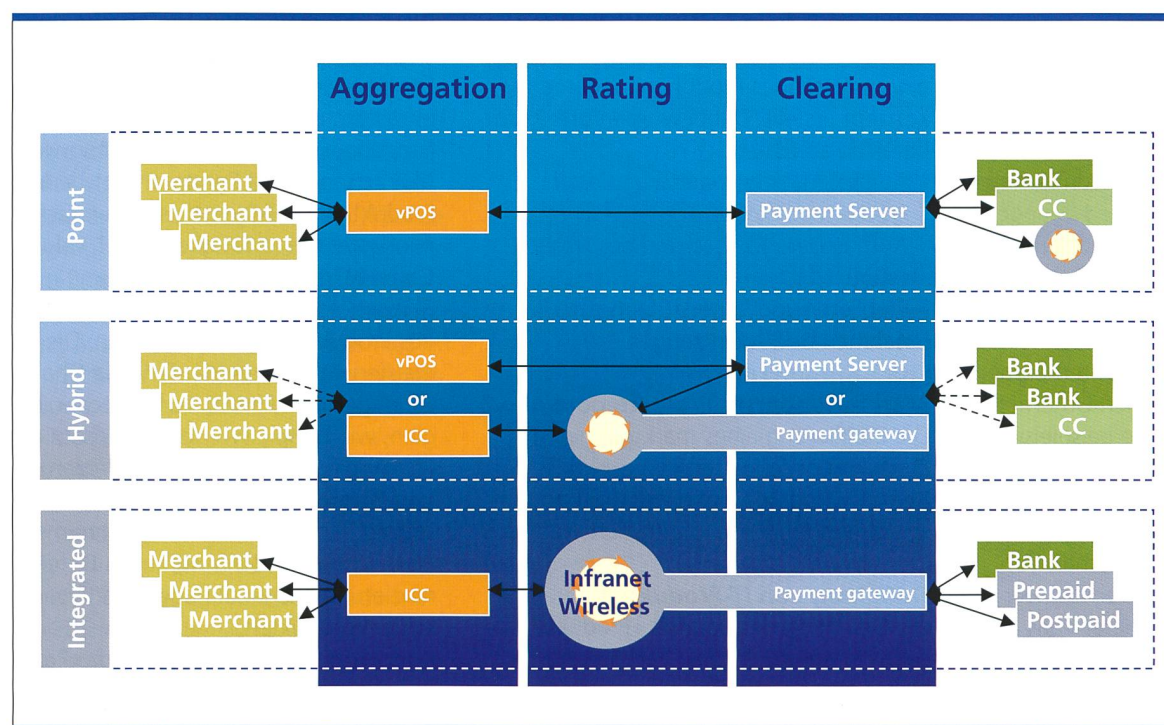 Aggregation
Rating
Clearing
Point
Merchant
Merchant
Merchant
vPOS
Payment Server
Bank
CC
Hybrid
Merchant
Merchant
Merchant
vPOS
or
ICC
Payment Server
or
Payment gateway
Bank
Bank
CC
Integrated
Merchant
Merchant
Merchant
ICC
Infranet
Wireless
Payment gateway
Bank
Prepaid
Postpaid